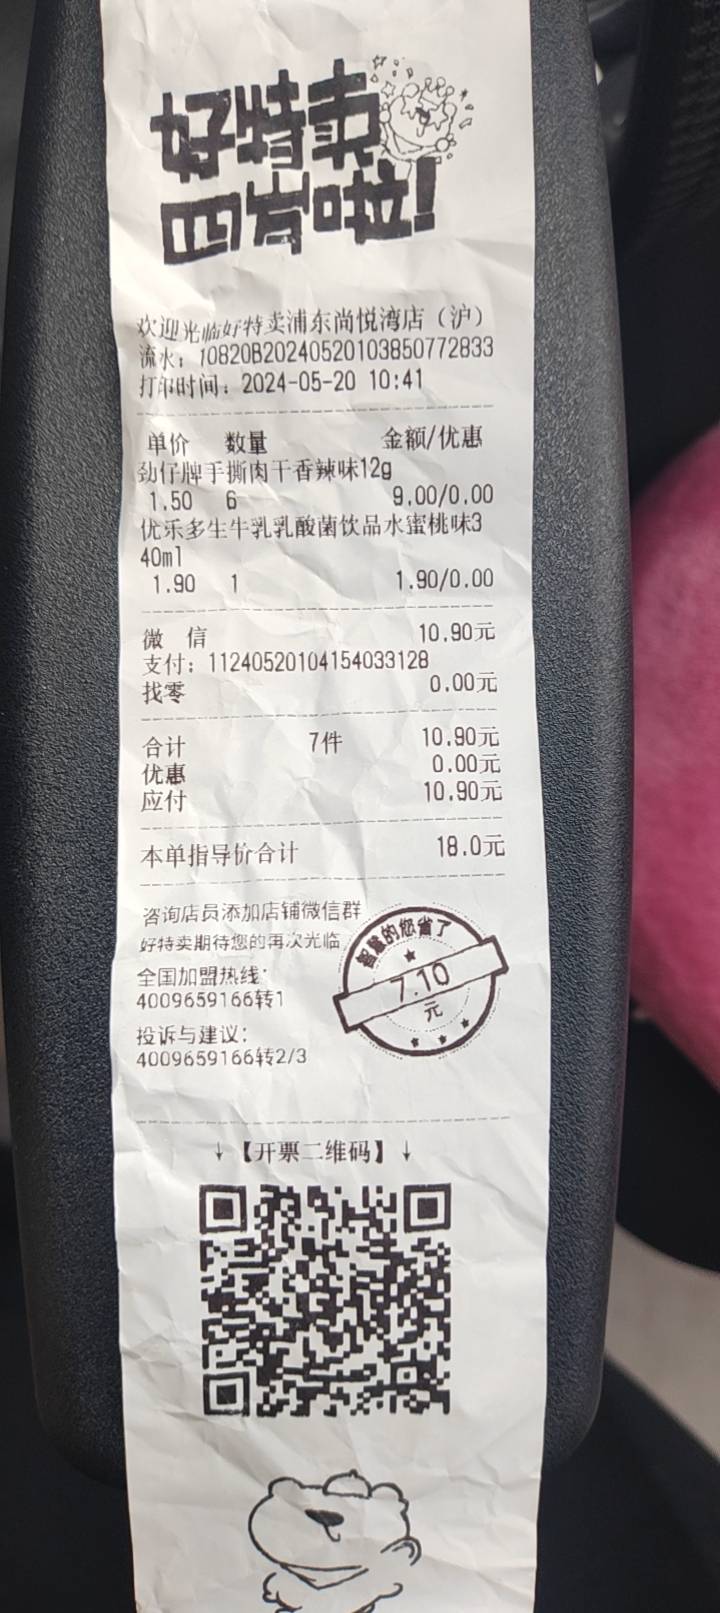 好特卖
四周啦!
欢迎光临好特卖浦东尚悦湾店（沪）
流水：10820B20240520103850772833
打印时间：2024-05-20 10:41
单价 数量 金额/优惠
劲仔牌手撕肉干香辣味12g
1.50 6 9.00/0.00
优乐多生牛乳乳酸菌饮品水蜜桃味3
40ml
1.90 1 1.90/0.00
微 信 10.90元
支付：11240520104154033128
找零 0.00元
合计 7件 10.90元
优惠 0.00元
应付 10.90元
本单指导价合计 18.0元
咨询店员添加店铺微信群
好特卖期待您的再次光临
智慧的您省了
7.10
元
全国加盟热线：
4009659166转1
投诉与建议：
4009659166转2/3
↓【开票二维码】↓